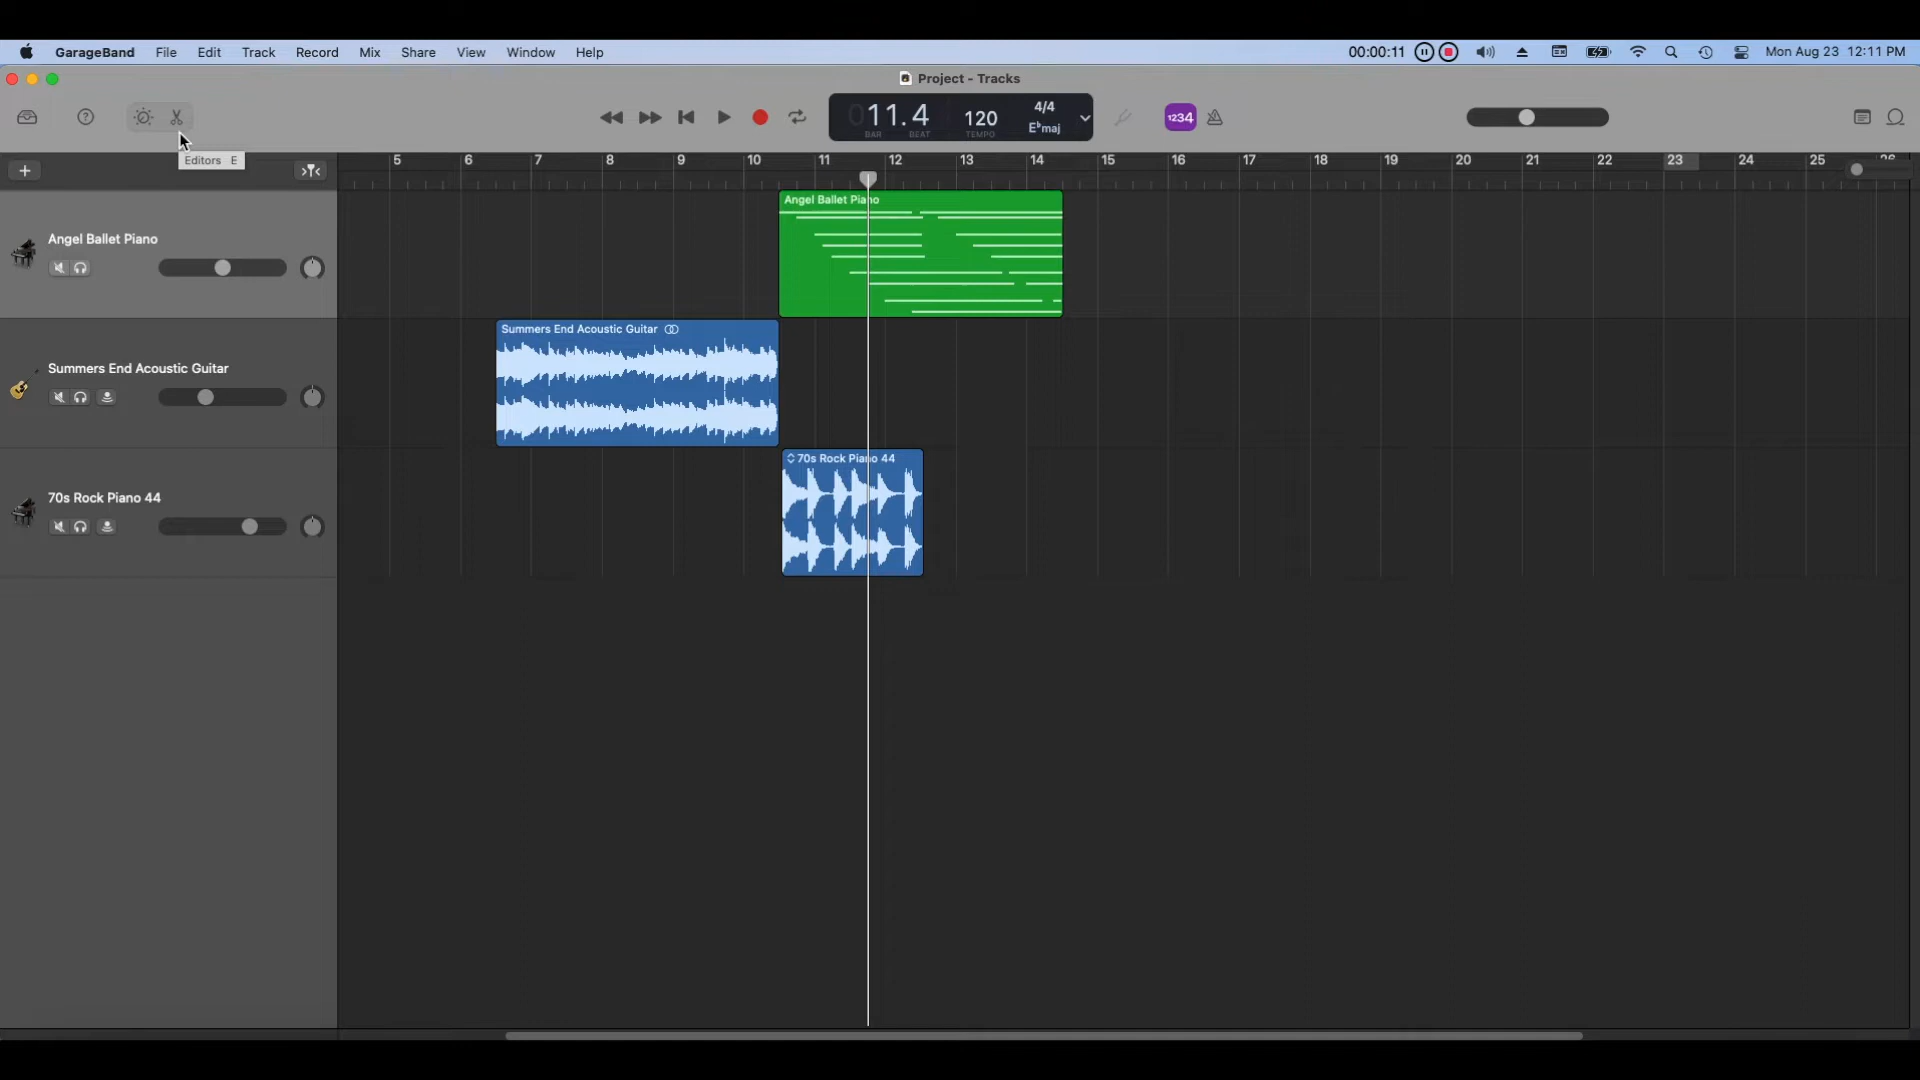 GarageBand File Edit Track Record Mix Share View Window Help 00:00:11 Mon Aug 23 12:11 PM
Project - Tracks
011.4 120 4/4
E♭maj
BAR BEAT TEMPO
1234
Editors E
5 6 7 8 9 10 11 12 13 14 15 16 17 18 19 20 21 22 23 24 25 26
Angel Ballet Piano
Angel Ballet Piano
Summers End Acoustic Guitar
Summers End Acoustic Guitar
70s Rock Piano 44
70s Rock Piano 44